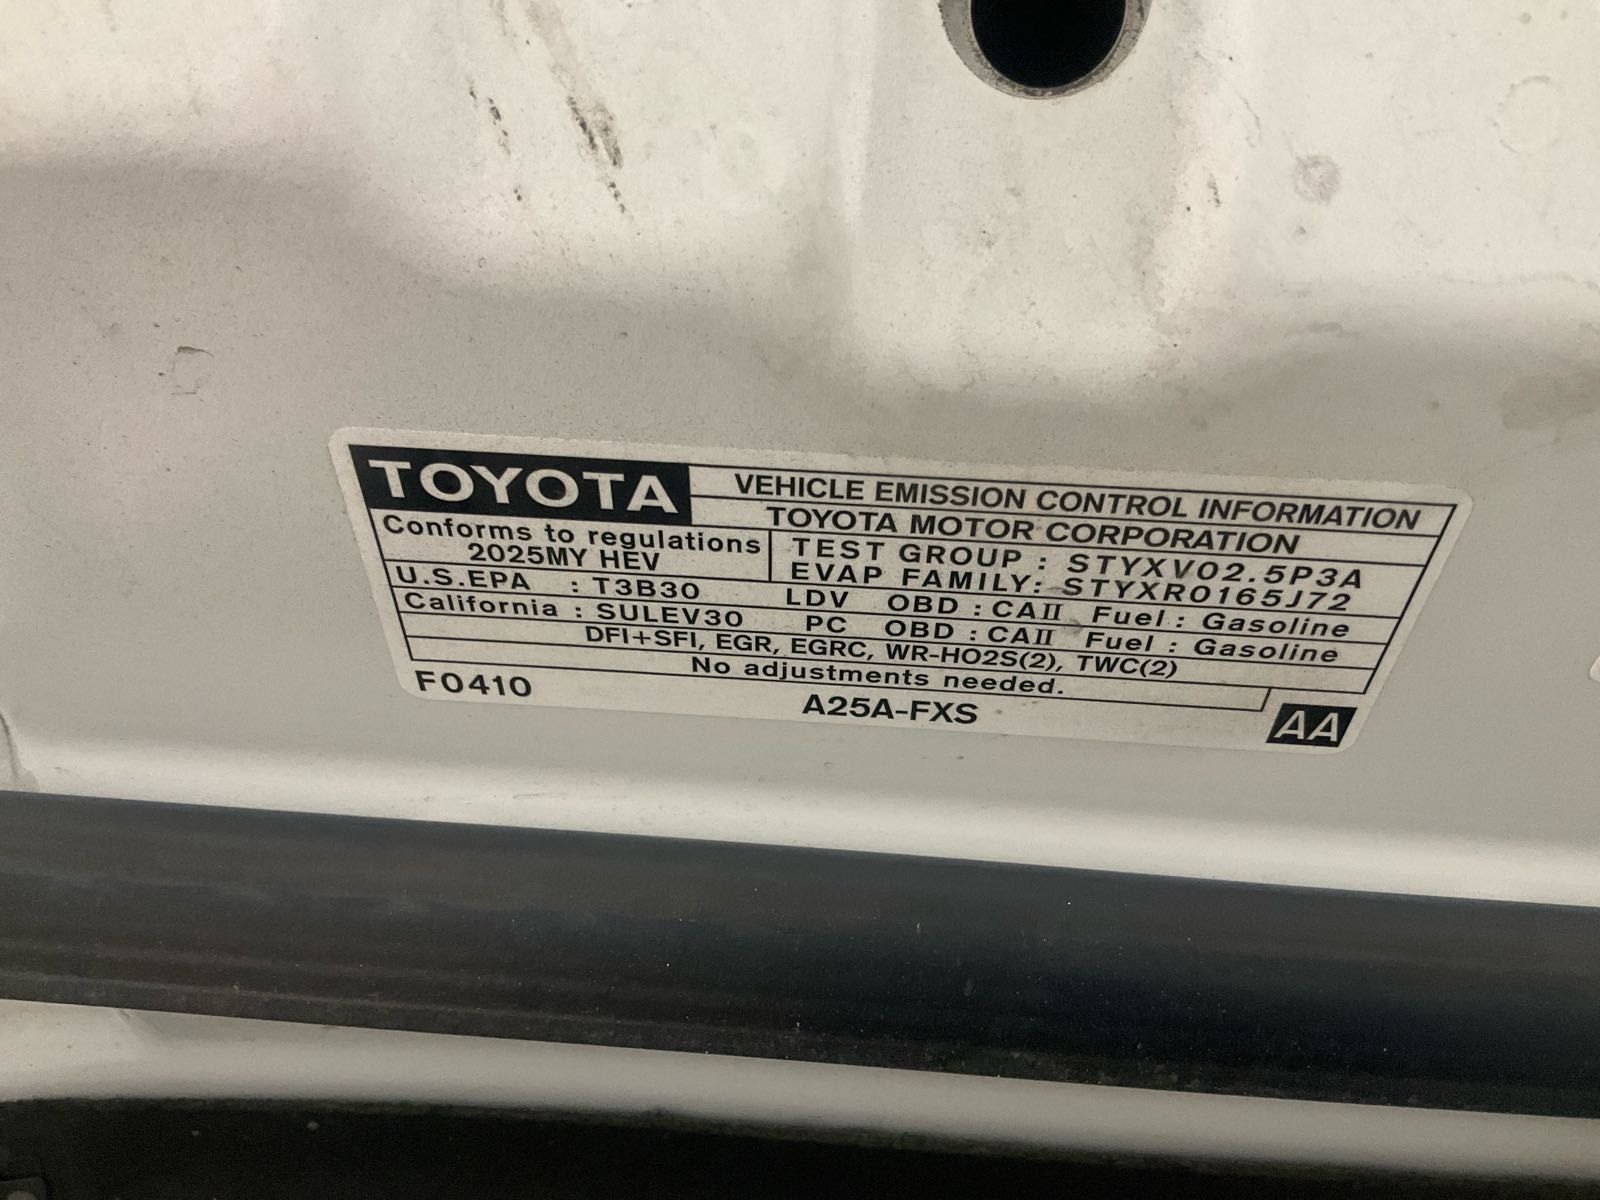 TOYOTA VEHICLE EMISSION CONTROL INFORMATION
TOYOTA MOTOR CORPORATION
Conforms to regulations
2025MY HEV
TEST GROUP : STYXV02.5P3A
EVAP FAMILY: STYXR0165J72
U.S.EPA : T3B30 LDV OBD : CAII Fuel : Gasoline
California : SULEV30 PC OBD : CAII Fuel : Gasoline
DFI+SFI, EGR, EGRC, WR-HO2S(2), TWC(2)
No adjustments needed.
F0410 A25A-FXS AA